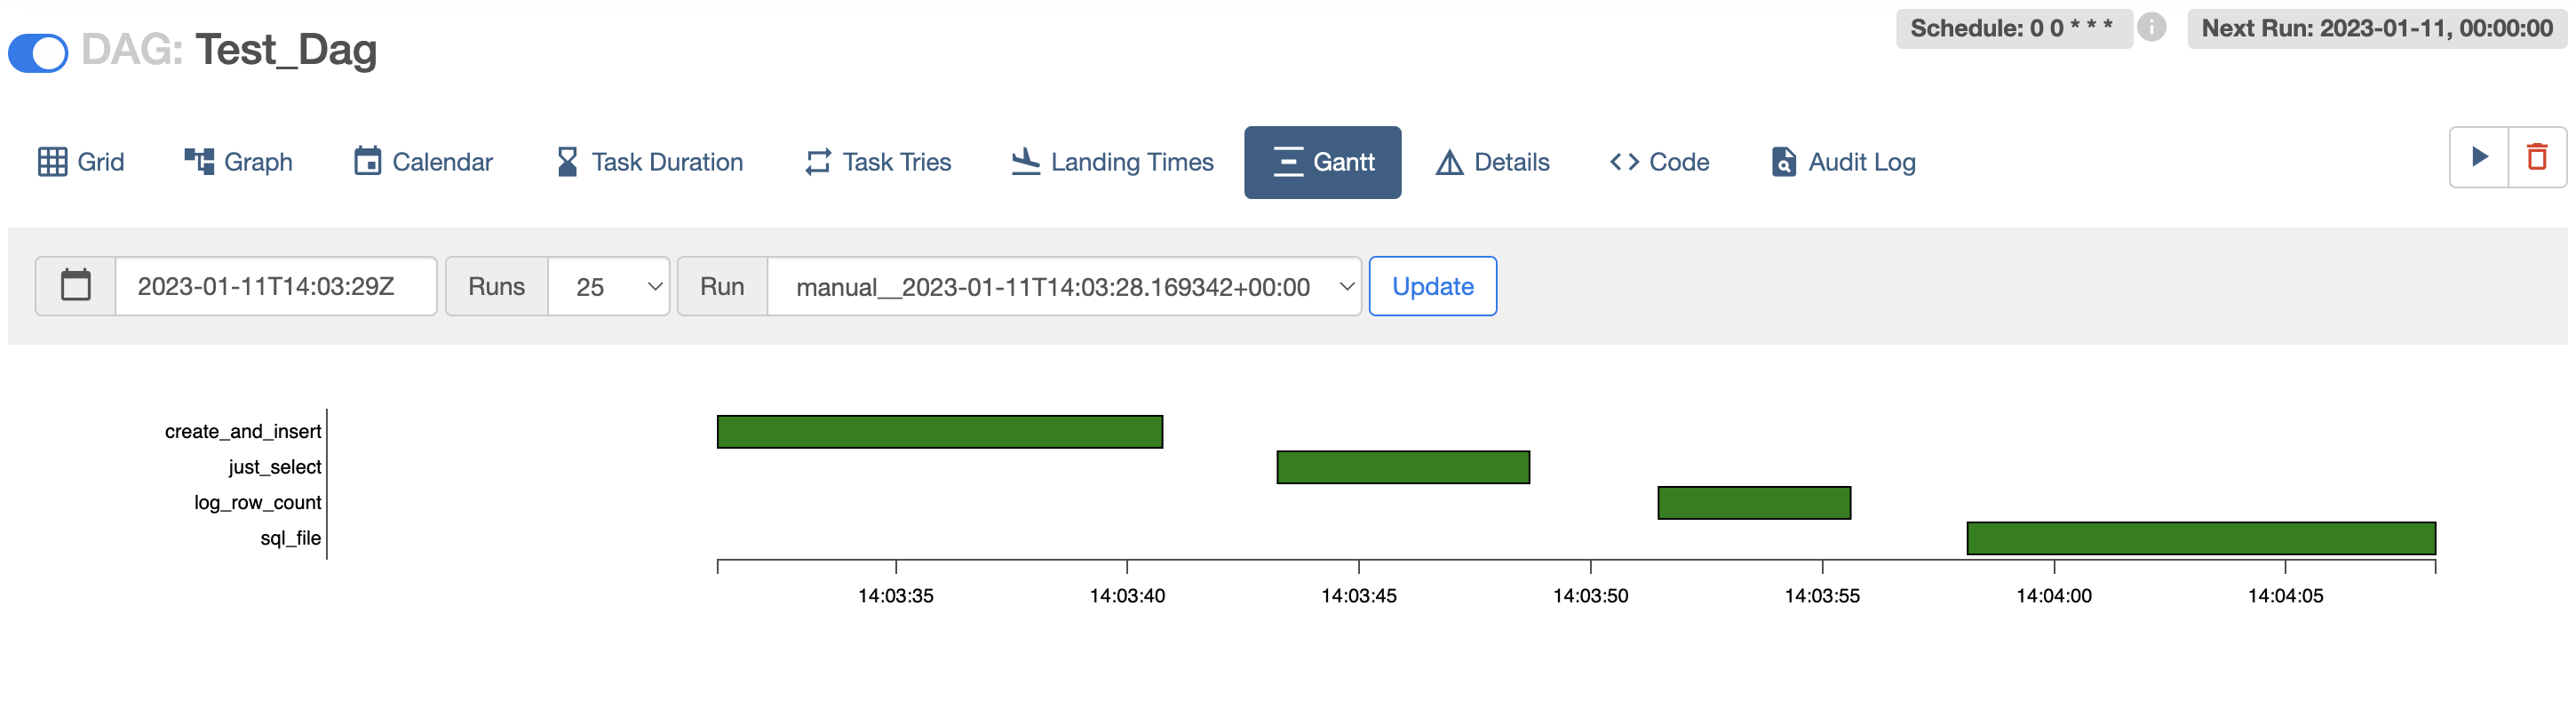 DAG: Test_Dag
Schedule: 0 0 * * *
i
Next Run: 2023-01-11, 00:00:00
Grid
Graph
Calendar
Task Duration
Task Tries
Landing Times
Gantt
Details
Code
Audit Log
2023-01-11T14:03:29Z
Runs
25
Run
manual__2023-01-11T14:03:28.169342+00:00
Update
create_and_insert
just_select
log_row_count
sql_file
14:03:35
14:03:40
14:03:45
14:03:50
14:03:55
14:04:00
14:04:05